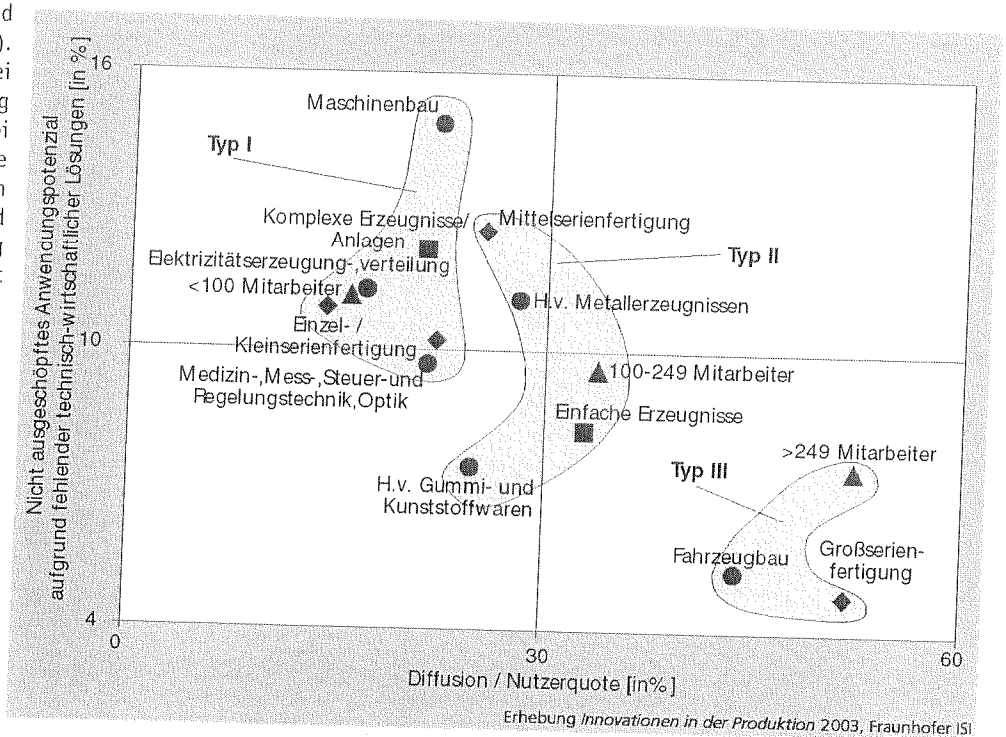 d
).
ei
g
i
e
n
d
g
t
Nicht ausgeschöpftes Anwendungspotenzial
aufgrund fehlender technisch-wirtschaftlicher Lösungen [in %]
16
10
4
Maschinenbau
Typ I
Komplexe Erzeugnisse/
Anlagen
Elektrizitätserzeugung-,verteilung
<100 Mitarbeiter
Einzel-/
Kleinserienfertigung
Medizin-,Mess-,Steuer-und
Regelungstechnik,Optik
Mittelserienfertigung
Typ II
H.v. Metallerzeugnissen
100-249 Mitarbeiter
Einfache Erzeugnisse
H.v. Gummi- und
Kunststoffwaren
Typ III
>249 Mitarbeiter
Fahrzeugbau
Großserien-
fertigung
0
30
60
Diffusion / Nutzerquote [in%]
Erhebung Innovationen in der Produktion 2003, Fraunhofer ISI